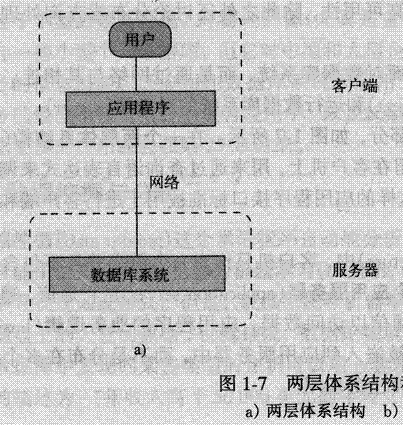 用户
客户端
应用程序
网络
数据库系统
服务器
a)
图 1-7 两层体系结构
a) 两层体系结构 b)